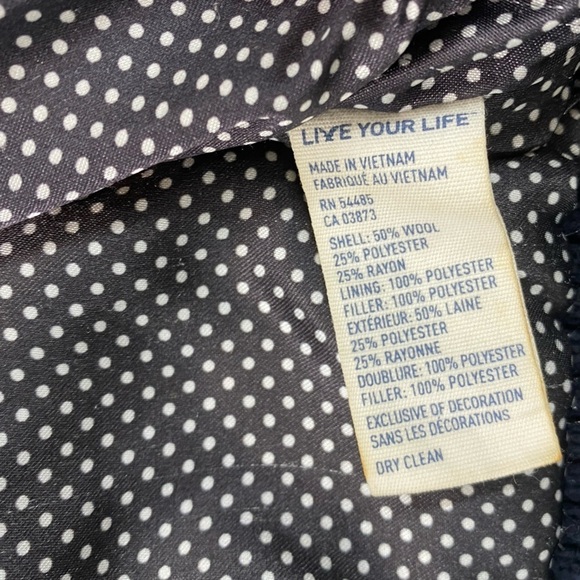 LIVE YOUR LIFE™
MADE IN VIETNAM
FABRIQUÉ AU VIETNAM
RN 54485
CA 03873
SHELL: 50% WOOL
25% POLYESTER
25% RAYON
LINING: 100% POLYESTER
FILLER: 100% POLYESTER
EXTÉRIEUR: 50% LAINE
25% POLYESTER
25% RAYONNE
DOUBLURE: 100% POLYESTER
FILLER: 100% POLYESTER
EXCLUSIVE OF DECORATION
SANS LES DÉCORATIONS
DRY CLEAN